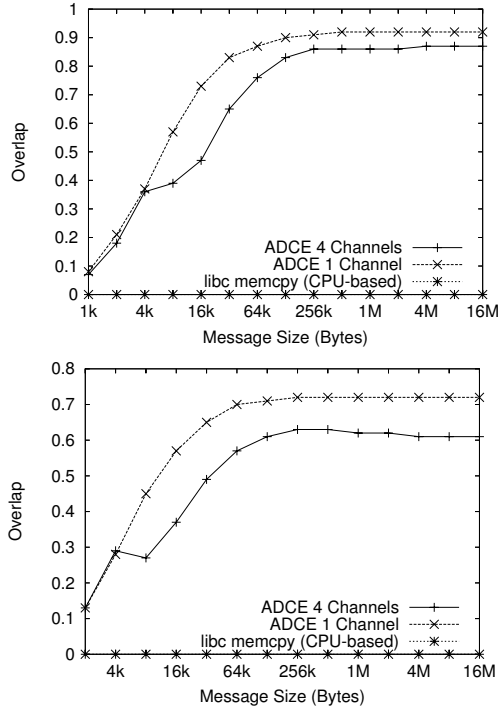 1
0.9
0.8
0.7
0.6
0.5
0.4
0.3
0.2
0.1
0
Overlap
ADCE 4 Channels
ADCE 1 Channel
libc memcpy (CPU-based)
1k 4k 16k 64k 256k 1M 4M 16M
Message Size (Bytes)
0.8
0.7
0.6
0.5
0.4
0.3
0.2
0.1
0
Overlap
ADCE 4 Channels
ADCE 1 Channel
libc memcpy (CPU-based)
4k 16k 64k 256k 1M 4M 16M
Message Size (Bytes)